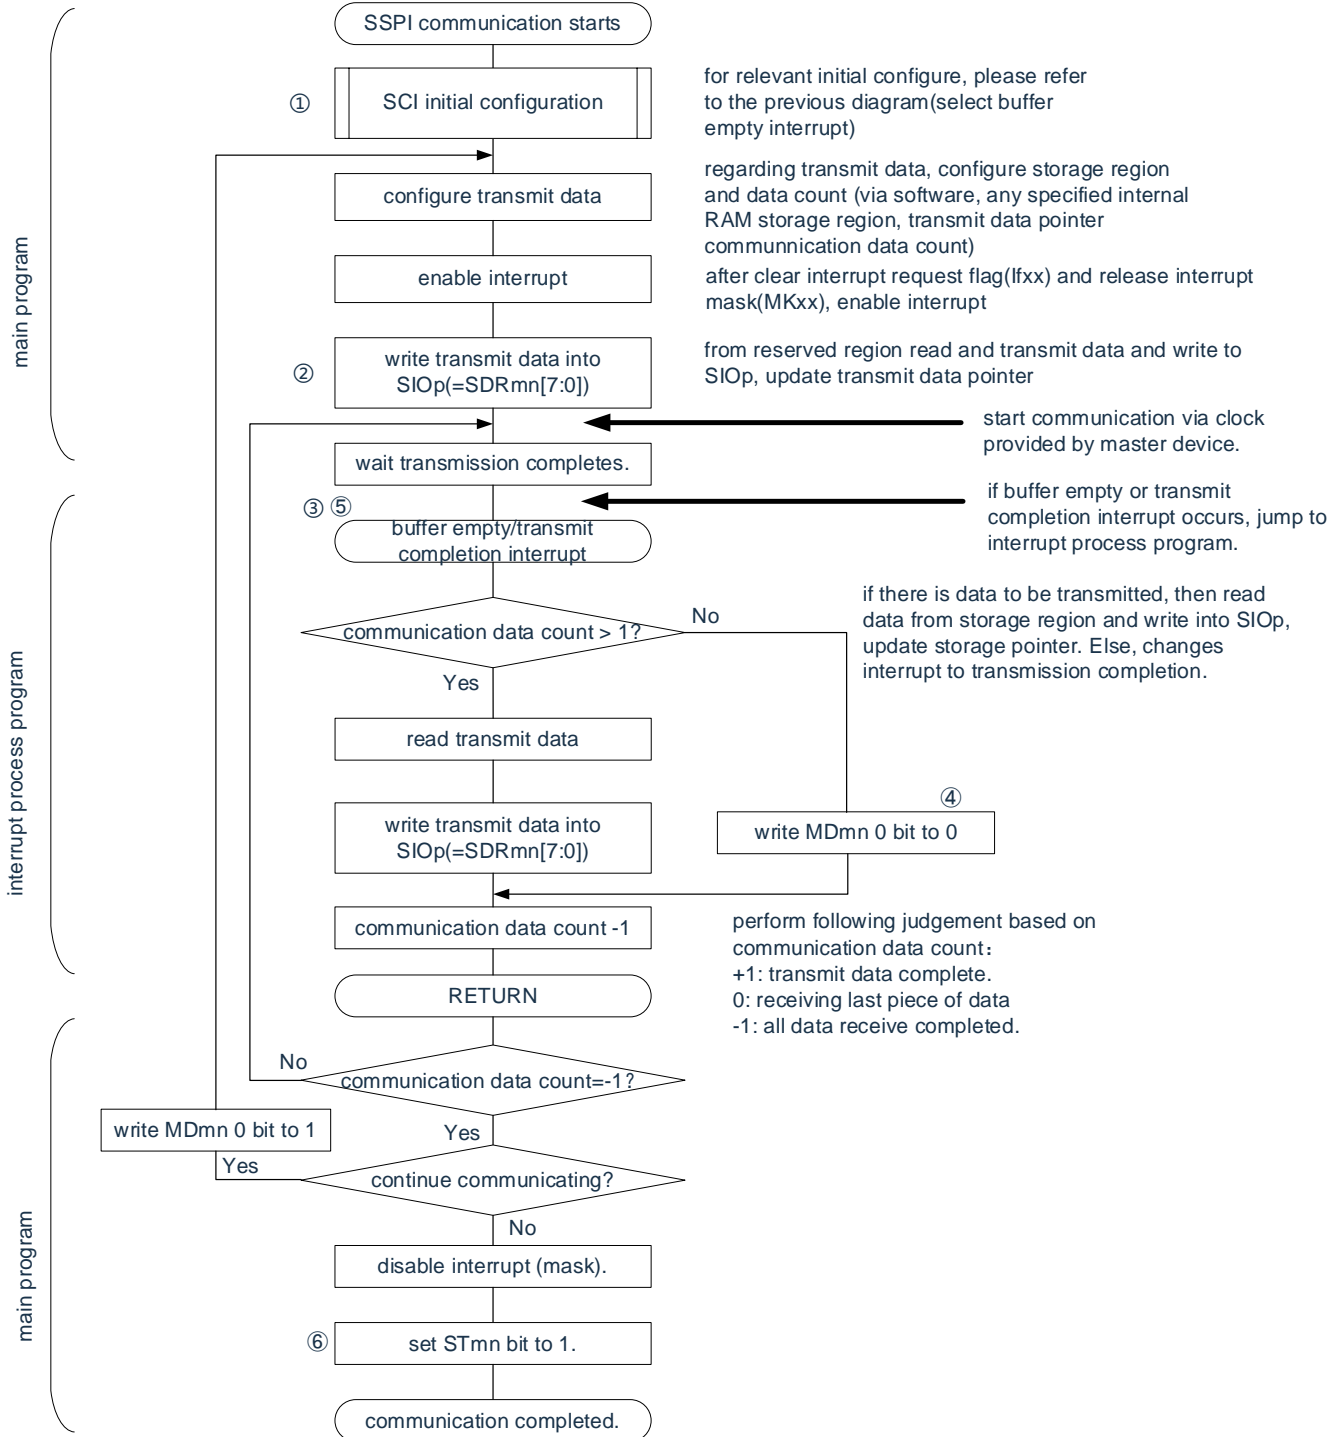 SSPI communication starts
①
SCI initial configuration
for relevant initial configure, please refer
to the previous diagram(select buffer
empty interrupt)
configure transmit data
regarding transmit data, configure storage region
and data count (via software, any specified internal
RAM storage region, transmit data pointer
communnication data count)
main program
enable interrupt
after clear interrupt request flag(Ifxx) and release interrupt
mask(MKxx), enable interrupt
②
write transmit data into
SIOp(=SDRmn[7:0])
from reserved region read and transmit data and write to
SIOp, update transmit data pointer
start communication via clock
provided by master device.
wait transmission completes.
③ ⑤
if buffer empty or transmit
completion interrupt occurs, jump to
interrupt process program.
buffer empty/transmit
completion interrupt
communication data count > 1?
No
if there is data to be transmitted, then read
data from storage region and write into SIOp,
update storage pointer. Else, changes
interrupt to transmission completion.
Yes
interrupt process program
read transmit data
④
write transmit data into
SIOp(=SDRmn[7:0])
write MDmn 0 bit to 0
communication data count -1
perform following judgement based on
communication data count：
+1: transmit data complete.
0: receiving last piece of data
-1: all data receive completed.
RETURN
No
communication data count=-1?
write MDmn 0 bit to 1
Yes
Yes
continue communicating?
No
main program
disable interrupt (mask).
⑥
set STmn bit to 1.
communication completed.